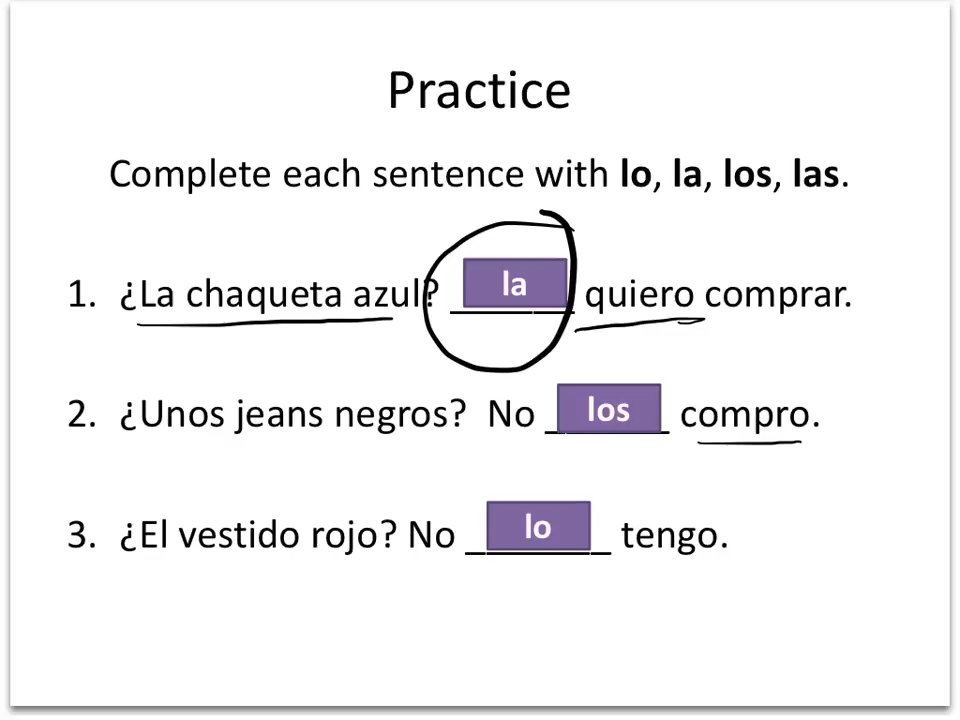 Practice
Complete each sentence with lo, la, los, las.
1. ¿La chaqueta azul? la quiero comprar.
2. ¿Unos jeans negros? No los compro.
3. ¿El vestido rojo? No lo tengo.